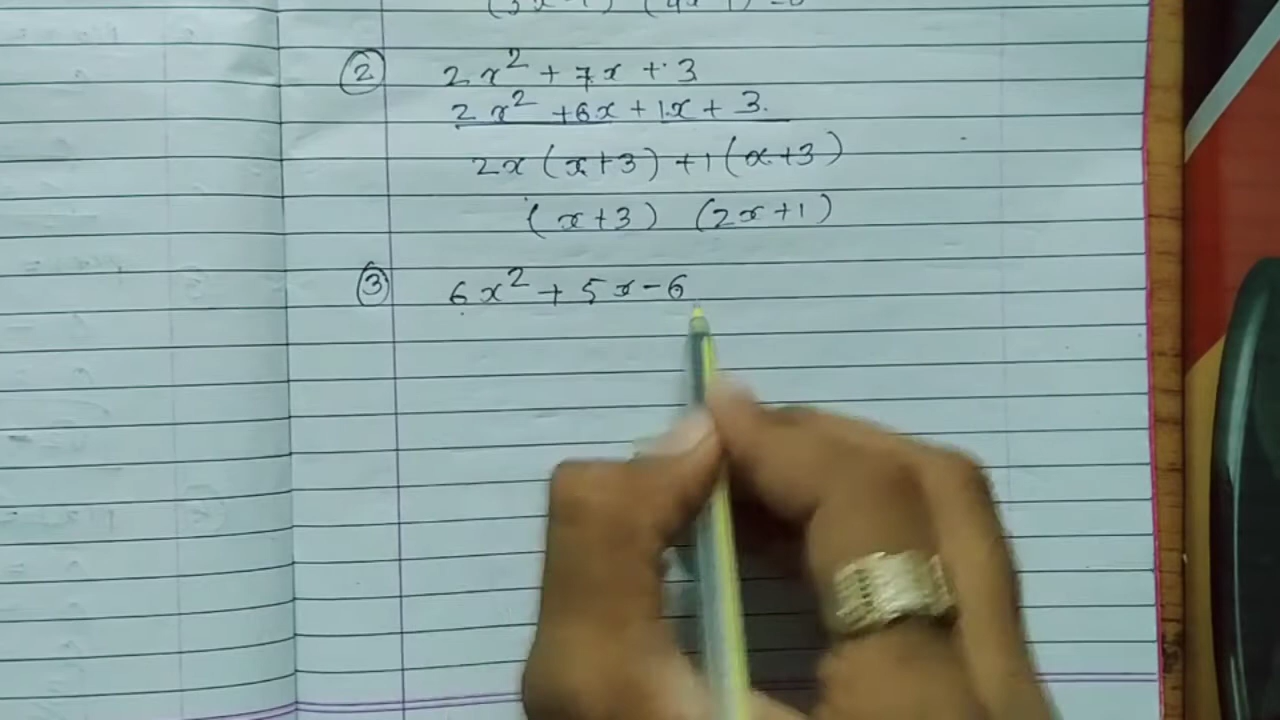 ② 2x² + 7x + 3
2x² + 6x + 1x + 3
2x (x+3) + 1 (x+3)
(x+3) (2x+1)
③ 6x² + 5x - 6